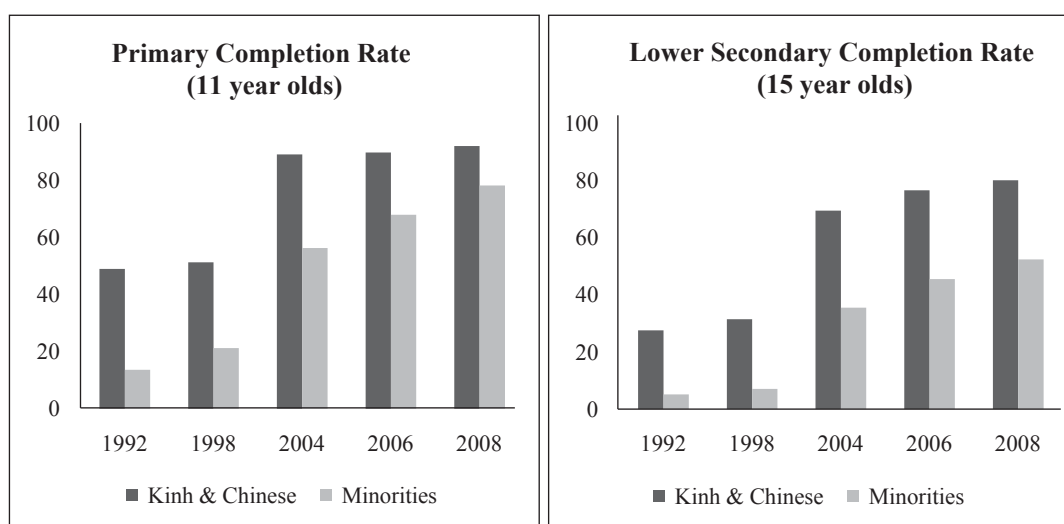 Primary Completion Rate
(11 year olds)
100
80
60
40
20
0
1992 1998 2004 2006 2008
Kinh & Chinese Minorities
Lower Secondary Completion Rate
(15 year olds)
100
80
60
40
20
0
1992 1998 2004 2006 2008
Kinh & Chinese Minorities